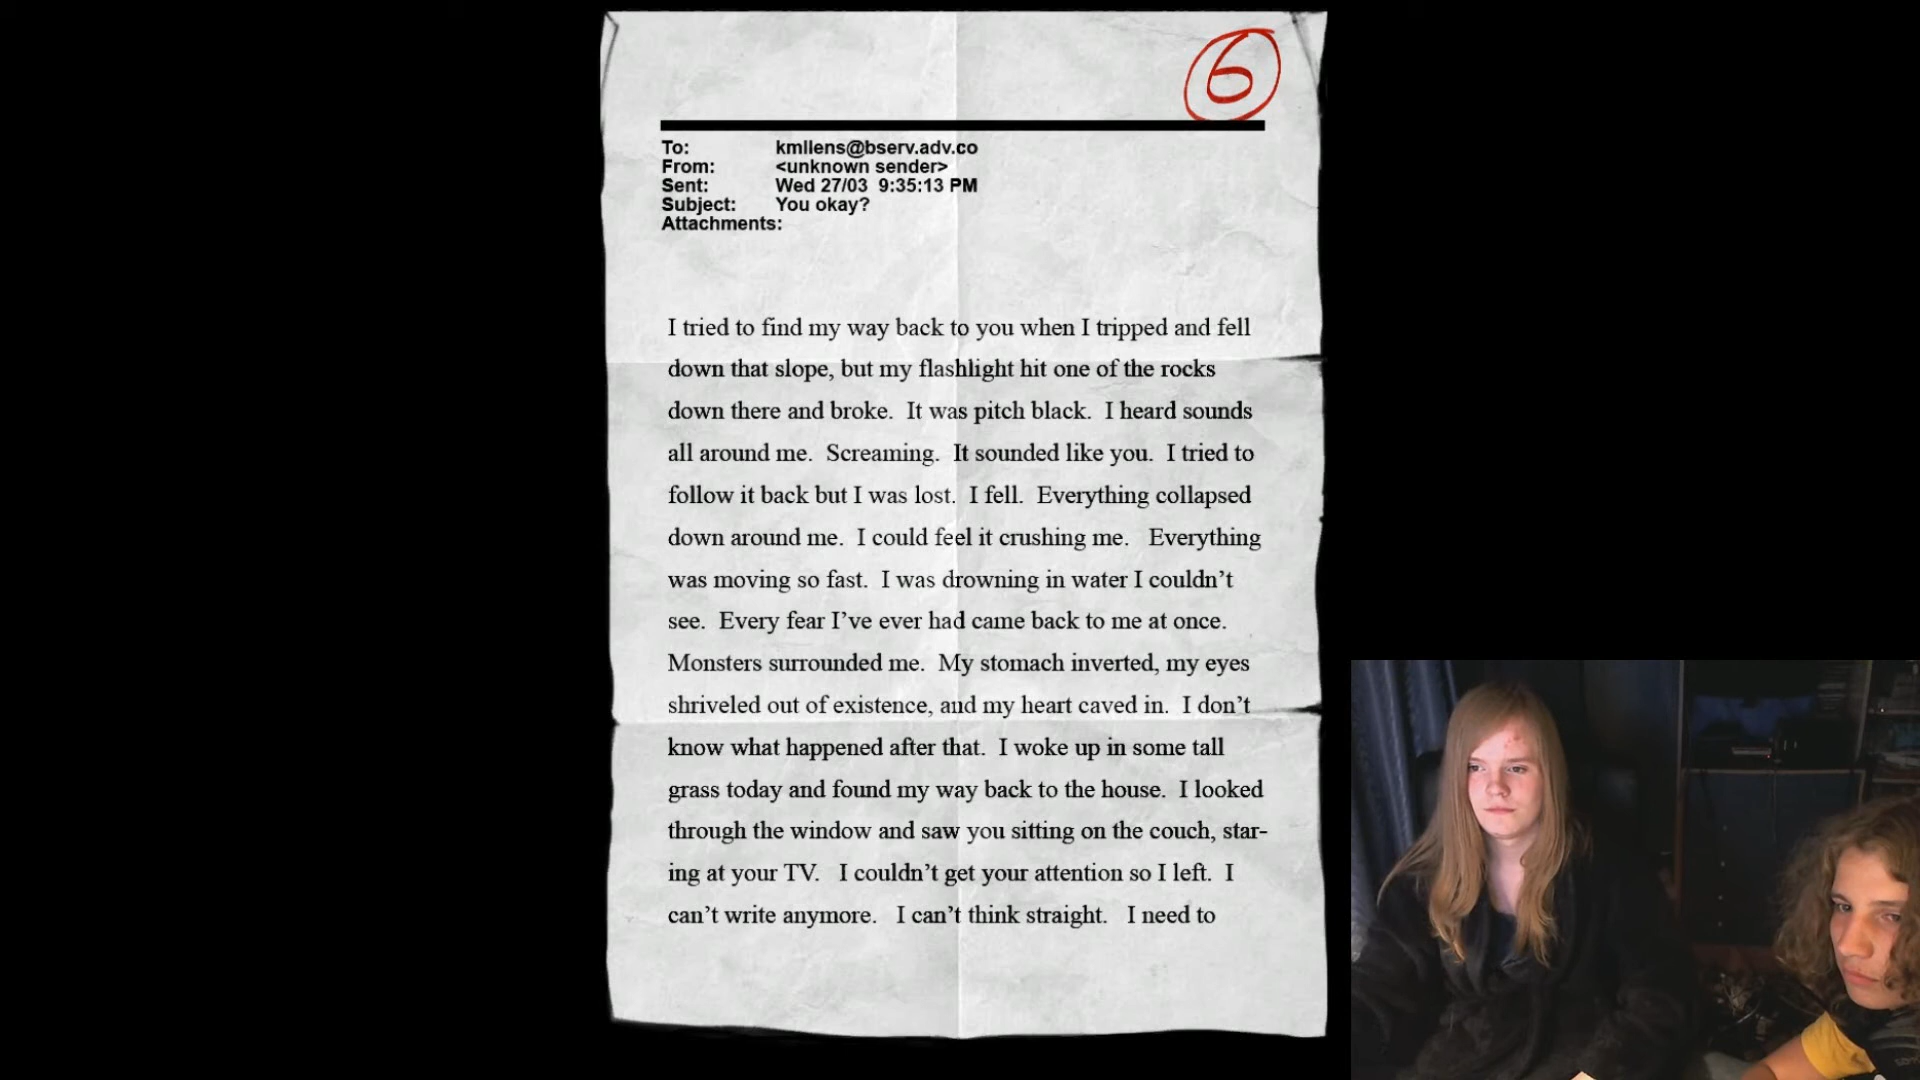 6
To: kmllens@bserv.adv.co
From: <unknown sender>
Sent: Wed 27/03 9:35:13 PM
Subject: You okay?
Attachments:
I tried to find my way back to you when I tripped and fell
down that slope, but my flashlight hit one of the rocks
down there and broke. It was pitch black. I heard sounds
all around me. Screaming. It sounded like you. I tried to
follow it back but I was lost. I fell. Everything collapsed
down around me. I could feel it crushing me. Everything
was moving so fast. I was drowning in water I couldn’t
see. Every fear I’ve ever had came back to me at once.
Monsters surrounded me. My stomach inverted, my eyes
shriveled out of existence, and my heart caved in. I don’t
know what happened after that. I woke up in some tall
grass today and found my way back to the house. I looked
through the window and saw you sitting on the couch, star-
ing at your TV. I couldn’t get your attention so I left. I
can’t write anymore. I can’t think straight. I need to